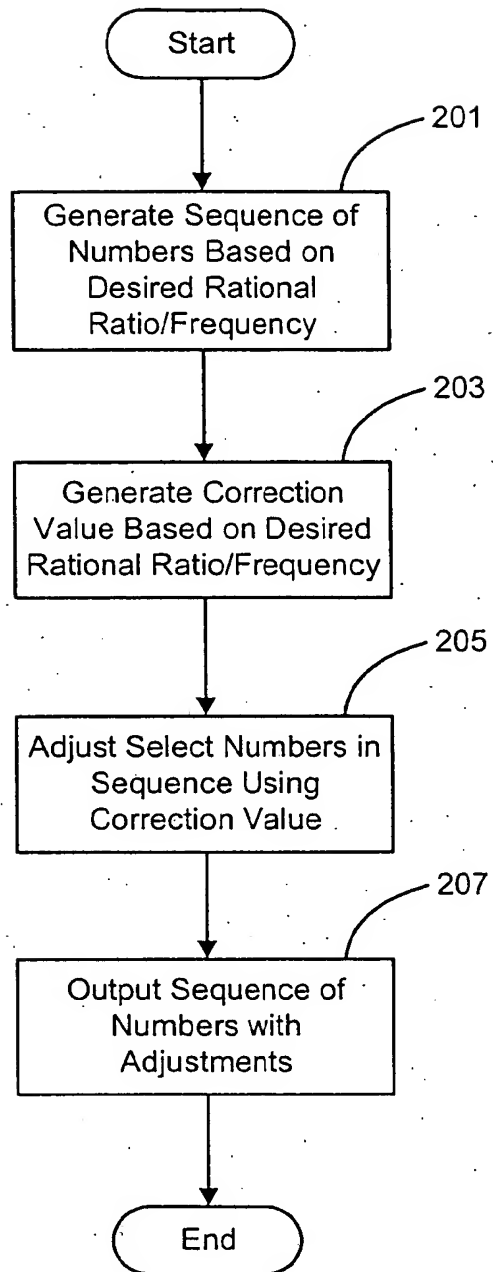 Start
201
Generate Sequence of
Numbers Based on
Desired Rational
Ratio/Frequency
203
Generate Correction
Value Based on Desired
Rational Ratio/Frequency
205
Adjust Select Numbers in
Sequence Using
Correction Value
207
Output Sequence of
Numbers with
Adjustments
End